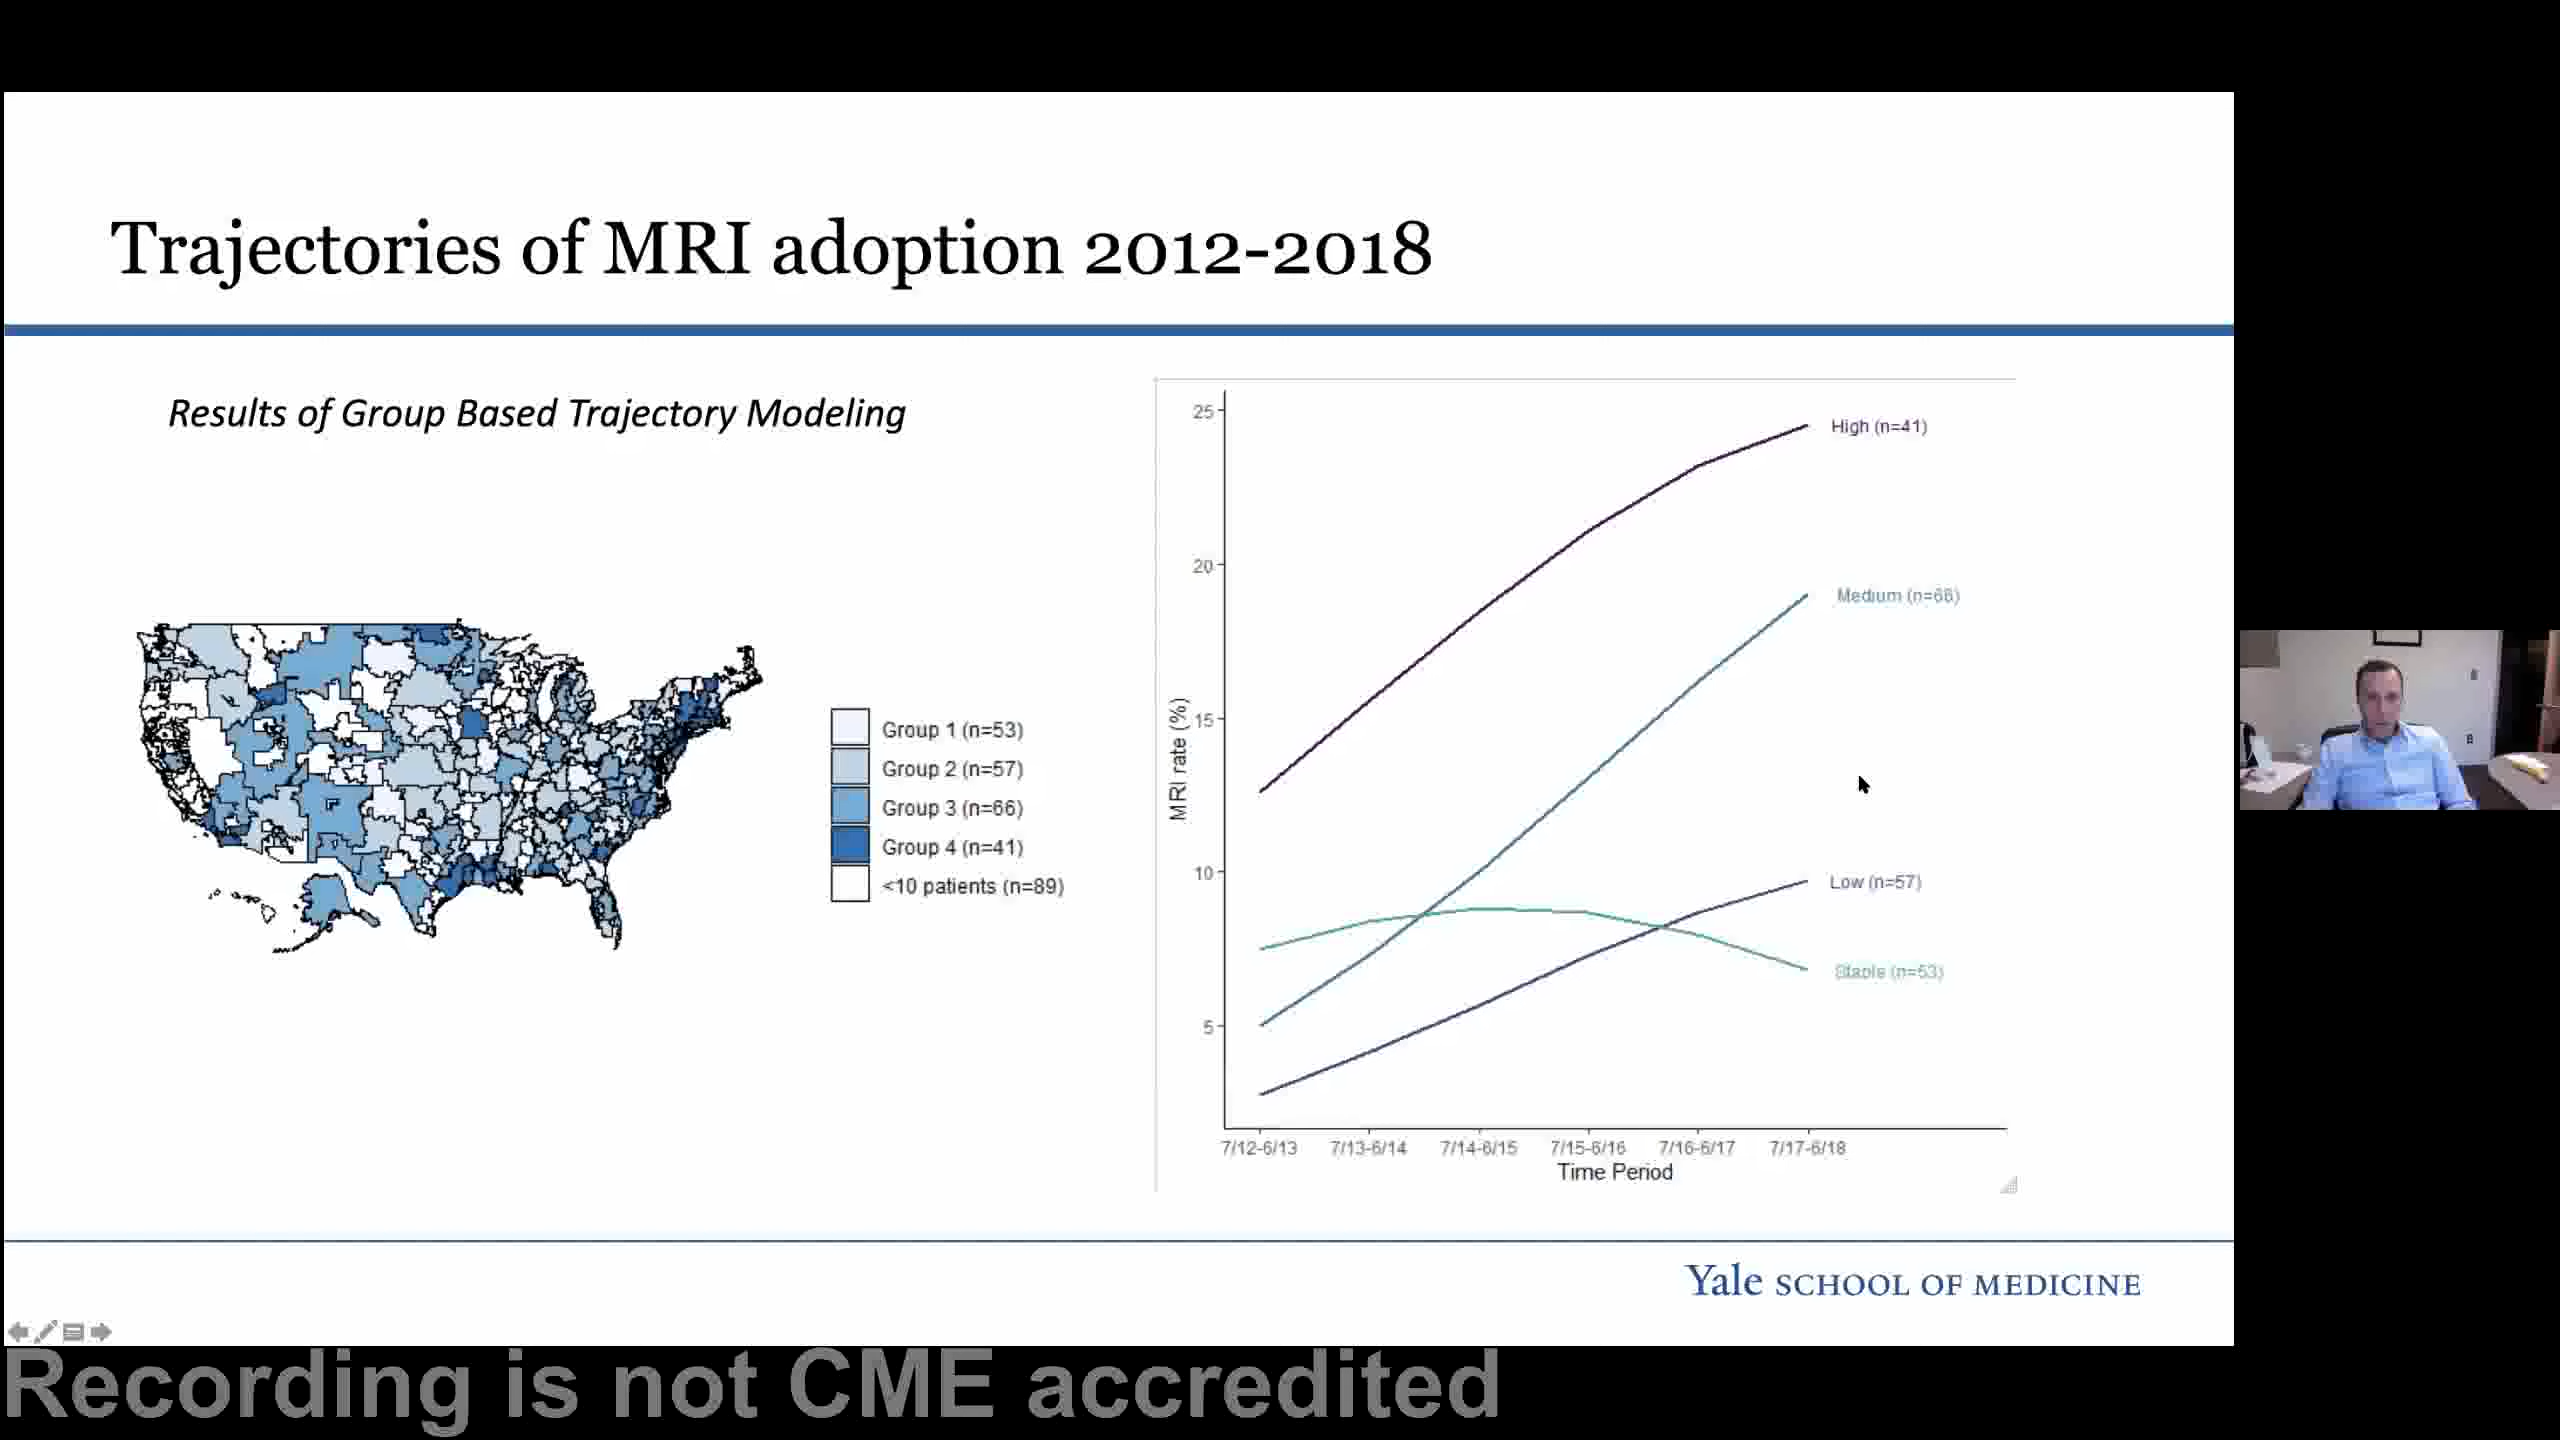 Trajectories of MRI adoption 2012-2018
Results of Group Based Trajectory Modeling
Group 1 (n=53)
Group 2 (n=57)
Group 3 (n=66)
Group 4 (n=41)
<10 patients (n=89)
25
20
15
10
5
MRI rate (%)
High (n=41)
Medium (n=66)
Low (n=57)
Stable (n=53)
7/12-6/13 7/13-6/14 7/14-6/15 7/15-6/16 7/16-6/17 7/17-6/18
Time Period
Yale SCHOOL OF MEDICINE
Recording is not CME accredited